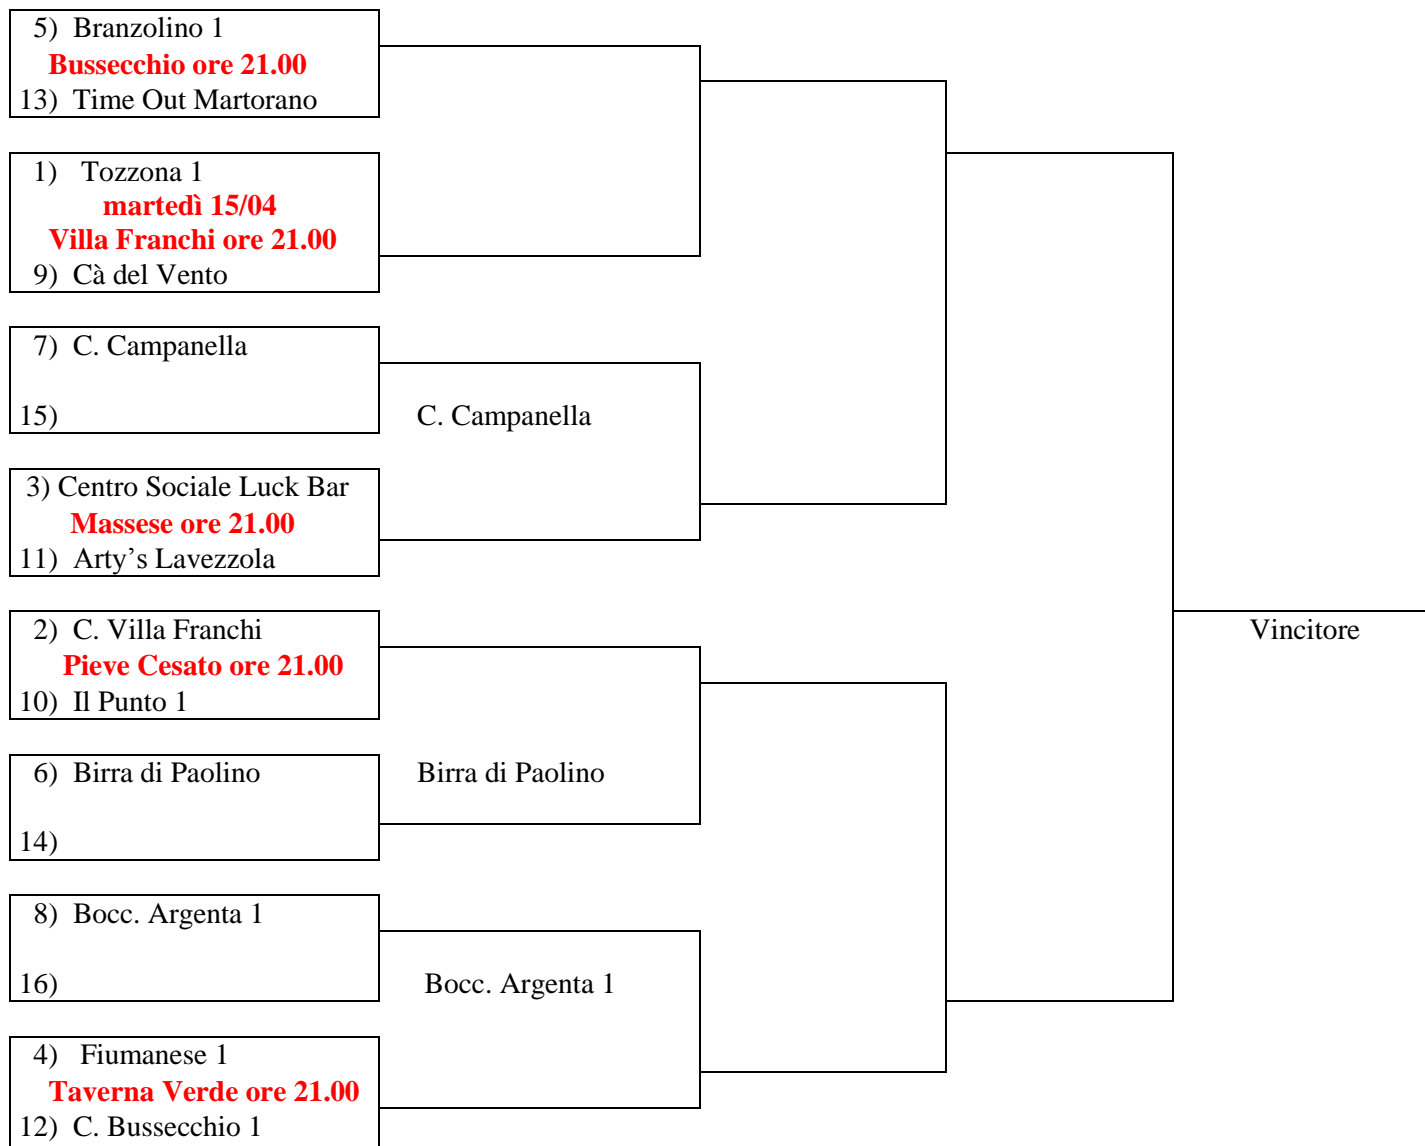 5) Branzolino 1
Bussecchio ore 21.00
13) Time Out Martorano
1) Tozzona 1
martedì 15/04
Villa Franchi ore 21.00
9) Cà del Vento
7) C. Campanella
15)
C. Campanella
3) Centro Sociale Luck Bar
Massese ore 21.00
11) Arty’s Lavezzola
2) C. Villa Franchi
Pieve Cesato ore 21.00
10) Il Punto 1
Vincitore
6) Birra di Paolino
Birra di Paolino
14)
8) Bocc. Argenta 1
16)
Bocc. Argenta 1
4) Fiumanese 1
Taverna Verde ore 21.00
12) C. Bussecchio 1